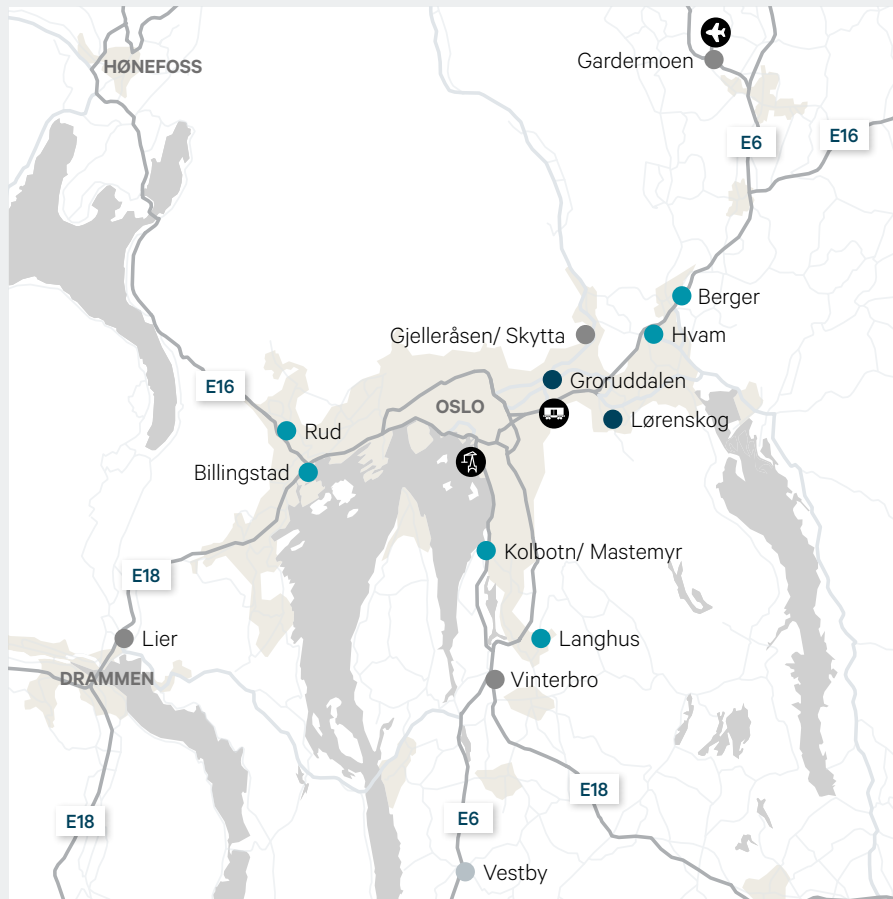 Gardermoen
HØNEFOSS
E6
E16
Berger
Gjelleråsen/ Skytta
Hvam
E16
Groruddalen
OSLO
Lørenskog
Rud
Billingstad
Kolbotn/ Mastemyr
E18
Lier
Langhus
DRAMMEN
Vinterbro
E18
E6
E18
Vestby